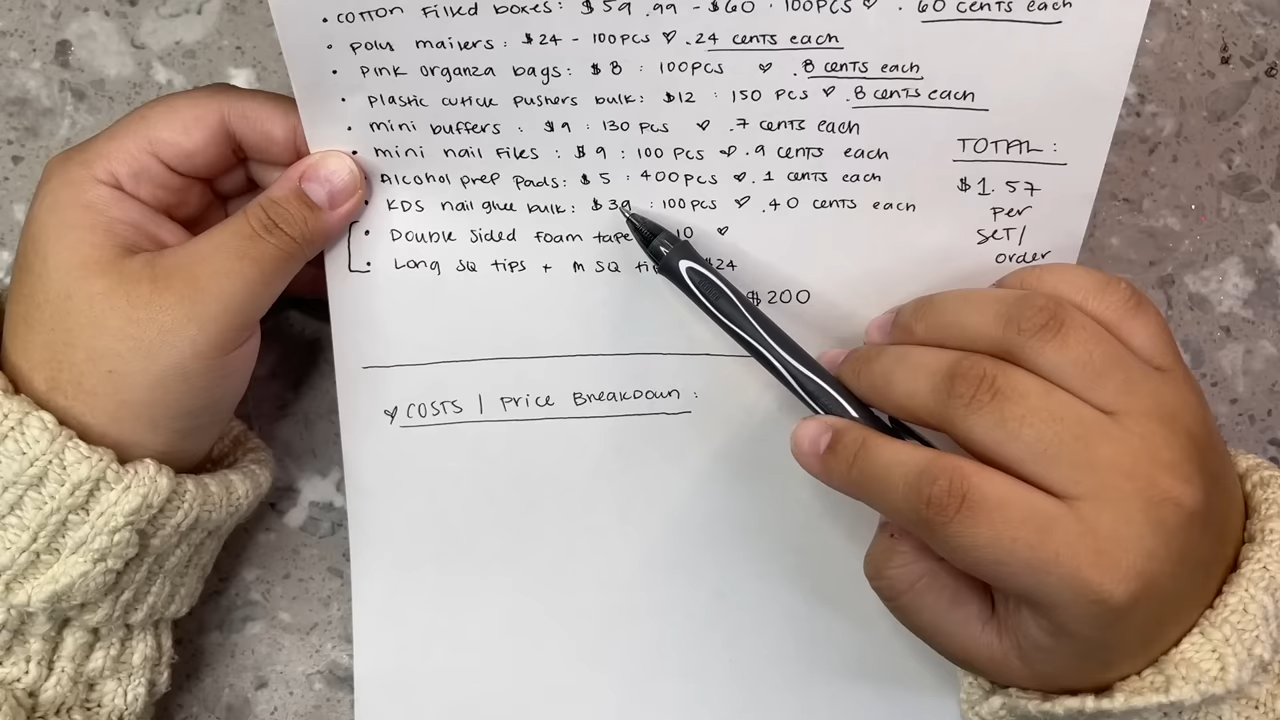 • COTTON Filled boxes: $59.99 - $60 • 100PCS ♡ . 60 cents each
• poly mailers : $24 - 100pcs ♡ .24 cents each
• Pink organza bags: $8 : 100pcs ♡ .8 cents each
• Plastic cuticle pushers bulk: $12 : 150 pcs ♡ .8 cents each
• mini buffers : $9 : 130 pcs ♡ .7 cents each
• mini nail files : $9 : 100 pcs ♡ .9 cents each
• Alcohol prep pads: $5 : 400pcs ♡ .1 cents each
• KDS nail glue bulk: $39 : 100pcs ♡ .40 cents each
• Double sided foam tape 10 ♡
• Long SQ tips + M SQ $24
$200
TOTAL :
$1.57
per
SET/
order
♡ COSTS | Price Breakdown :